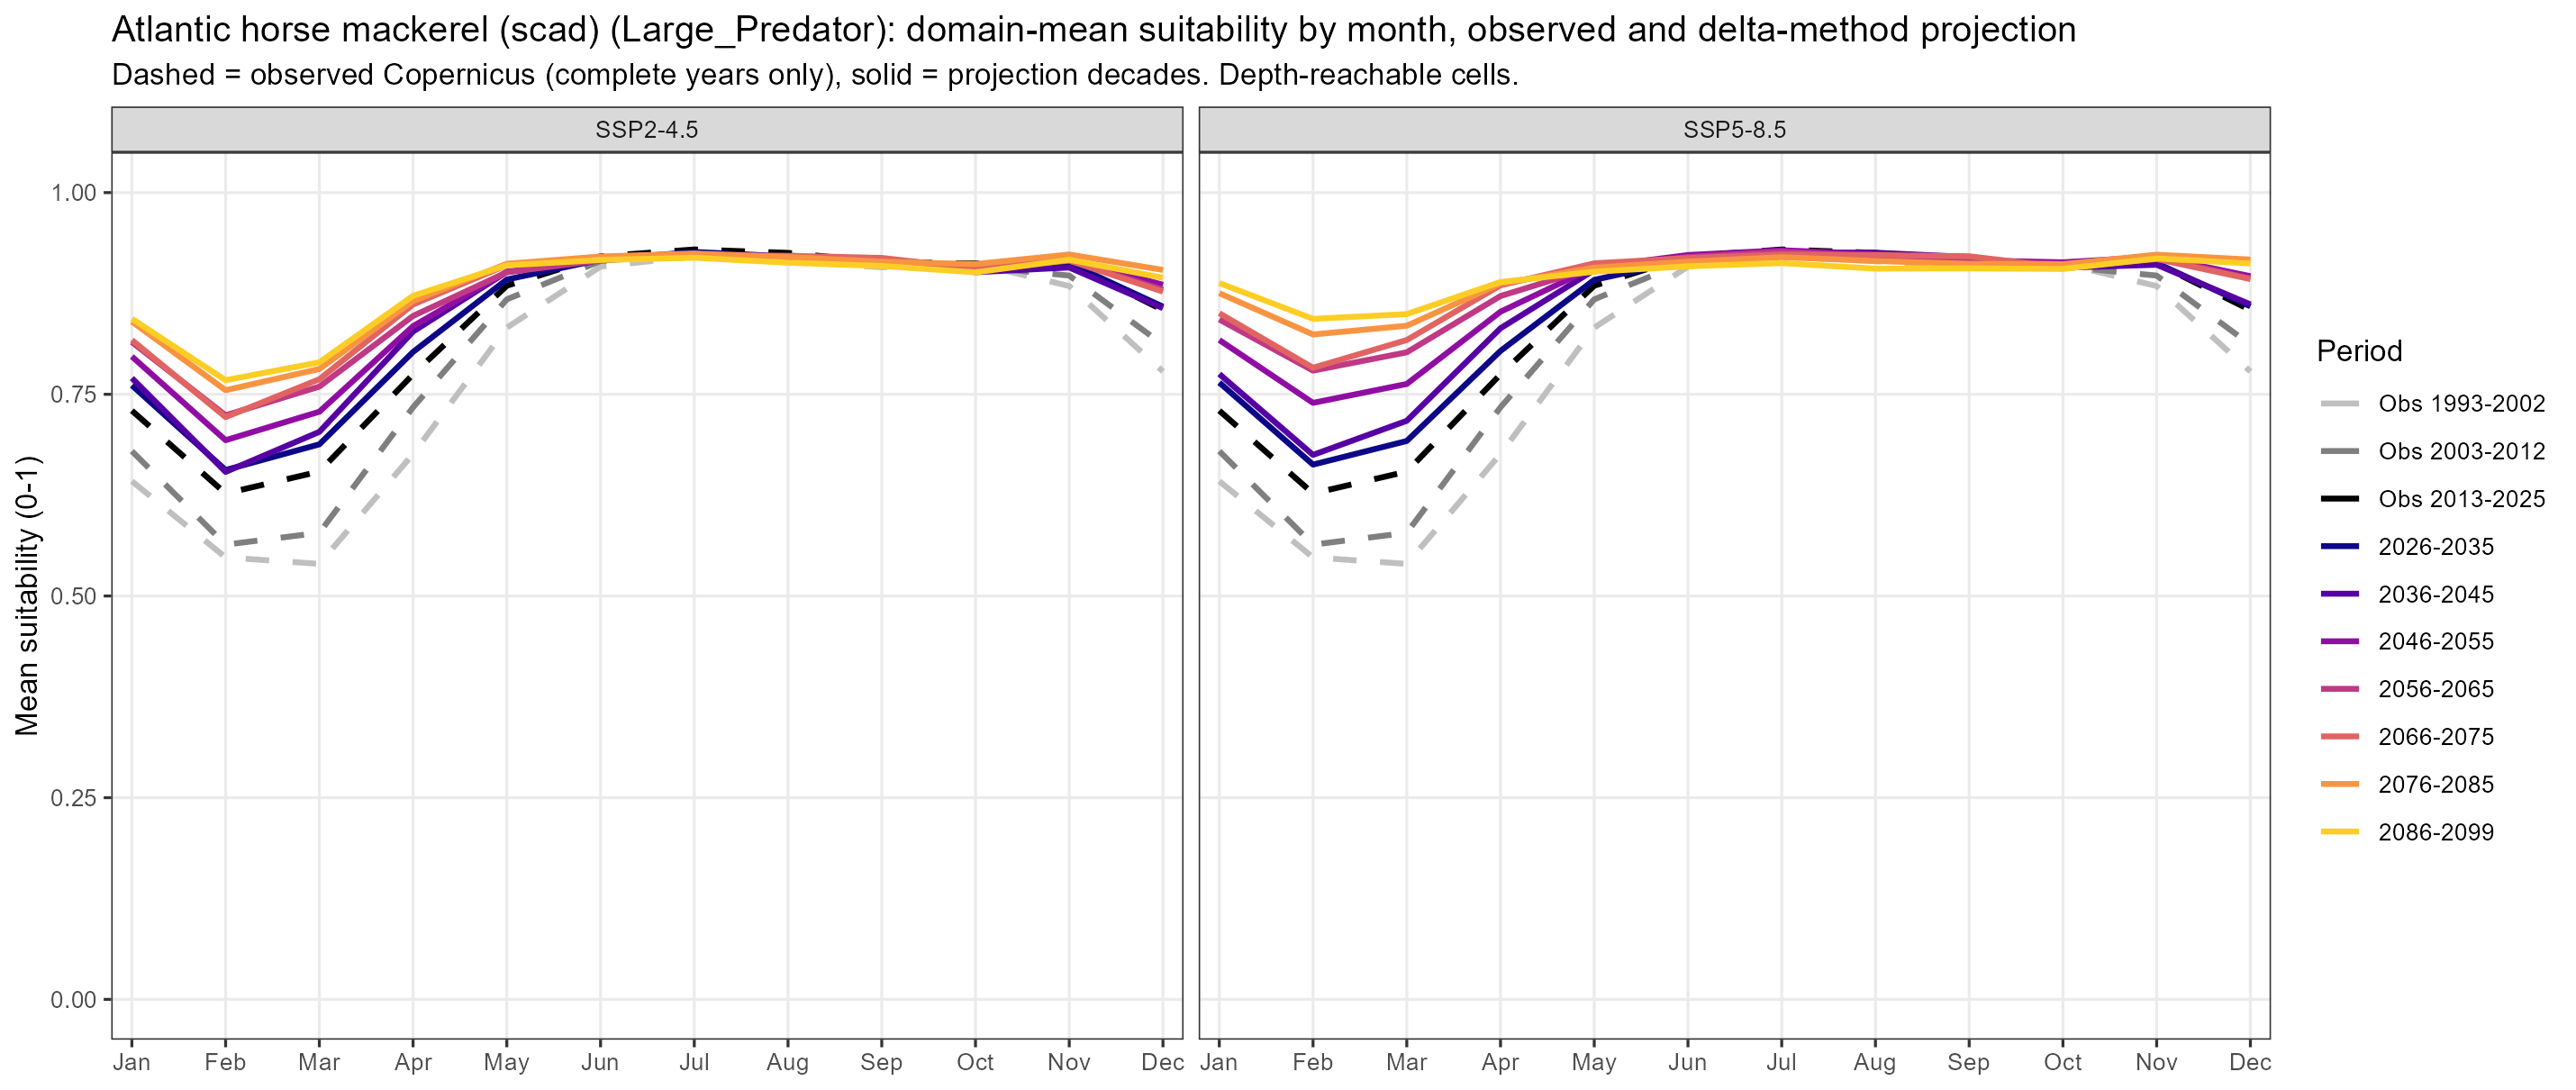 Atlantic horse mackerel (scad) (Large_Predator): domain-mean suitability by month, observed and delta-method projection
Dashed = observed Copernicus (complete years only), solid = projection decades. Depth-reachable cells.
SSP2-4.5
SSP5-8.5
Mean suitability (0-1)
1.00
0.75
0.50
0.25
0.00
Jan Feb Mar Apr May Jun Jul Aug Sep Oct Nov Dec
Jan Feb Mar Apr May Jun Jul Aug Sep Oct Nov Dec
Period
Obs 1993-2002
Obs 2003-2012
Obs 2013-2025
2026-2035
2036-2045
2046-2055
2056-2065
2066-2075
2076-2085
2086-2099